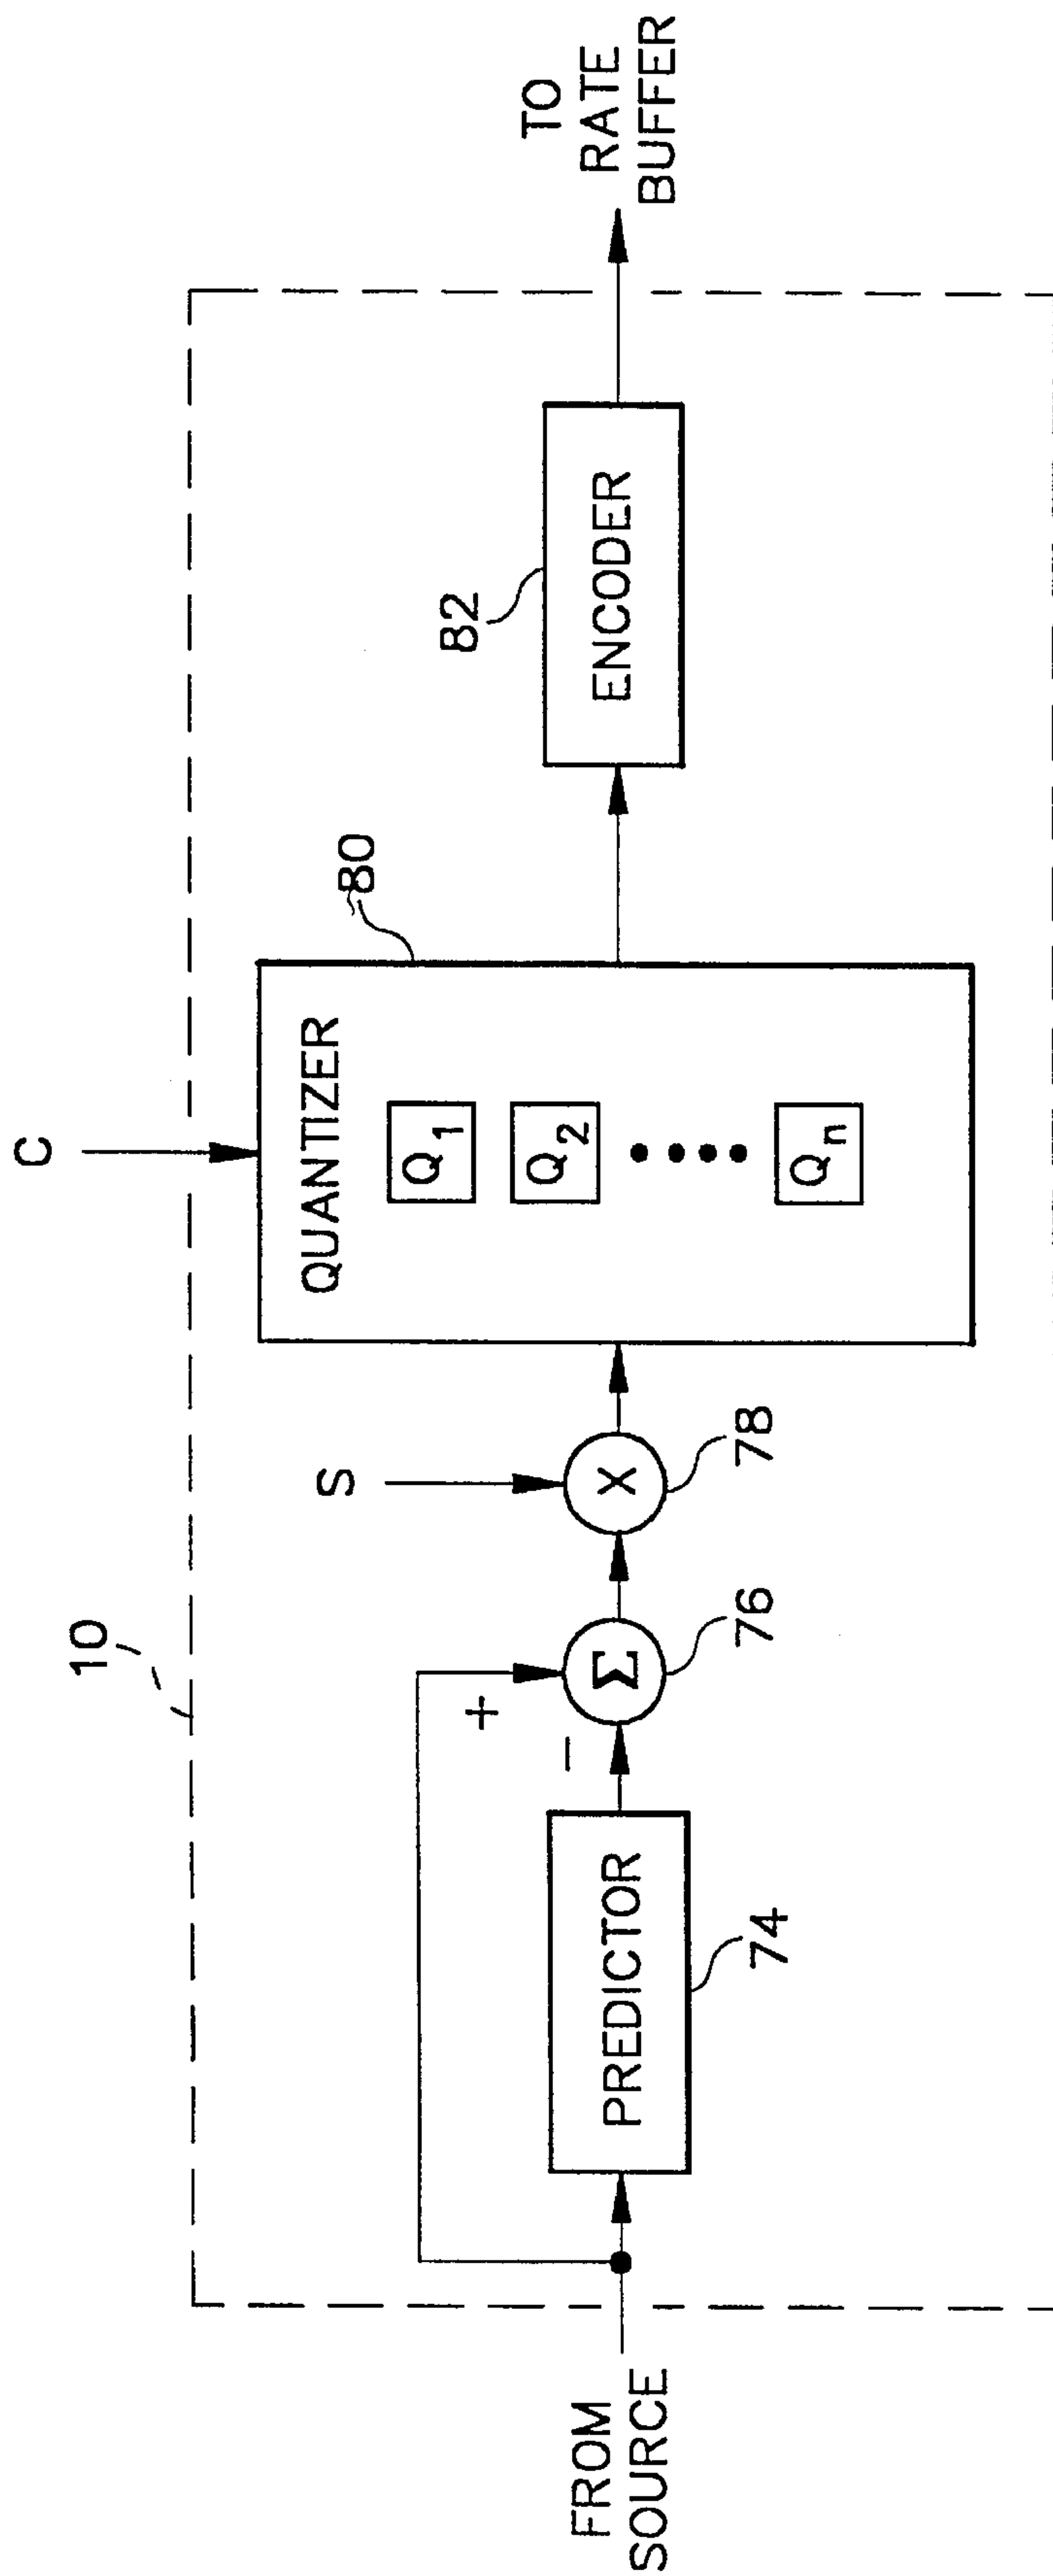 C
10
S
80
QUANTIZER
82
+
−
FROM
SOURCE
PREDICTOR
Σ
X
Q1
Q2
Qn
ENCODER
TO
RATE
BUFFER
74
76
78